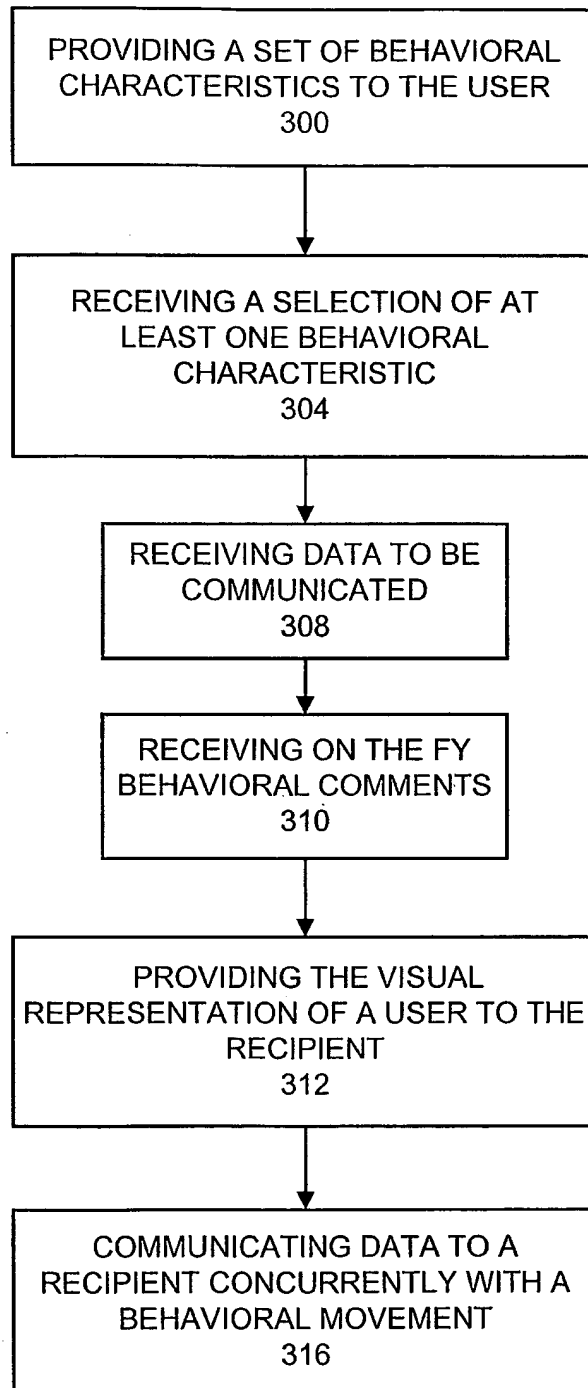 PROVIDING A SET OF BEHAVIORAL
CHARACTERISTICS TO THE USER
300
RECEIVING A SELECTION OF AT
LEAST ONE BEHAVIORAL
CHARACTERISTIC
304
RECEIVING DATA TO BE
COMMUNICATED
308
RECEIVING ON THE FY
BEHAVIORAL COMMENTS
310
PROVIDING THE VISUAL
REPRESENTATION OF A USER TO THE
RECIPIENT
312
COMMUNICATING DATA TO A
RECIPIENT CONCURRENTLY WITH A
BEHAVIORAL MOVEMENT
316